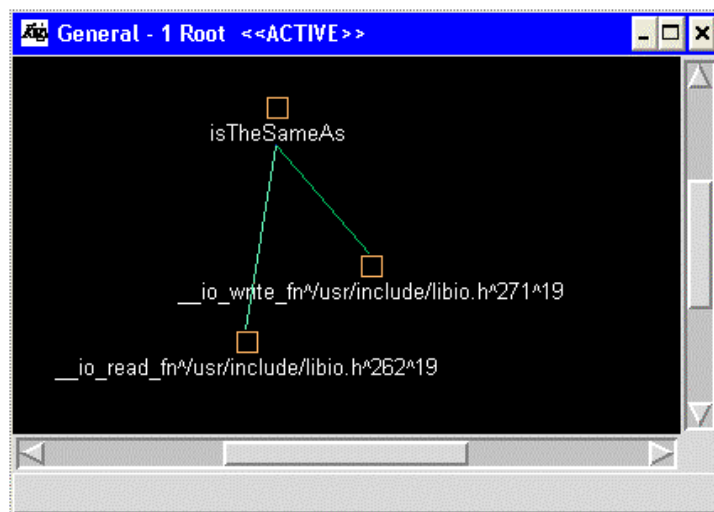 General - 1 Root <<ACTIVE>>
isTheSameAs
__io_write_fn^/usr/include/libio.h^271^19
__io_read_fn^/usr/include/libio.h^262^19